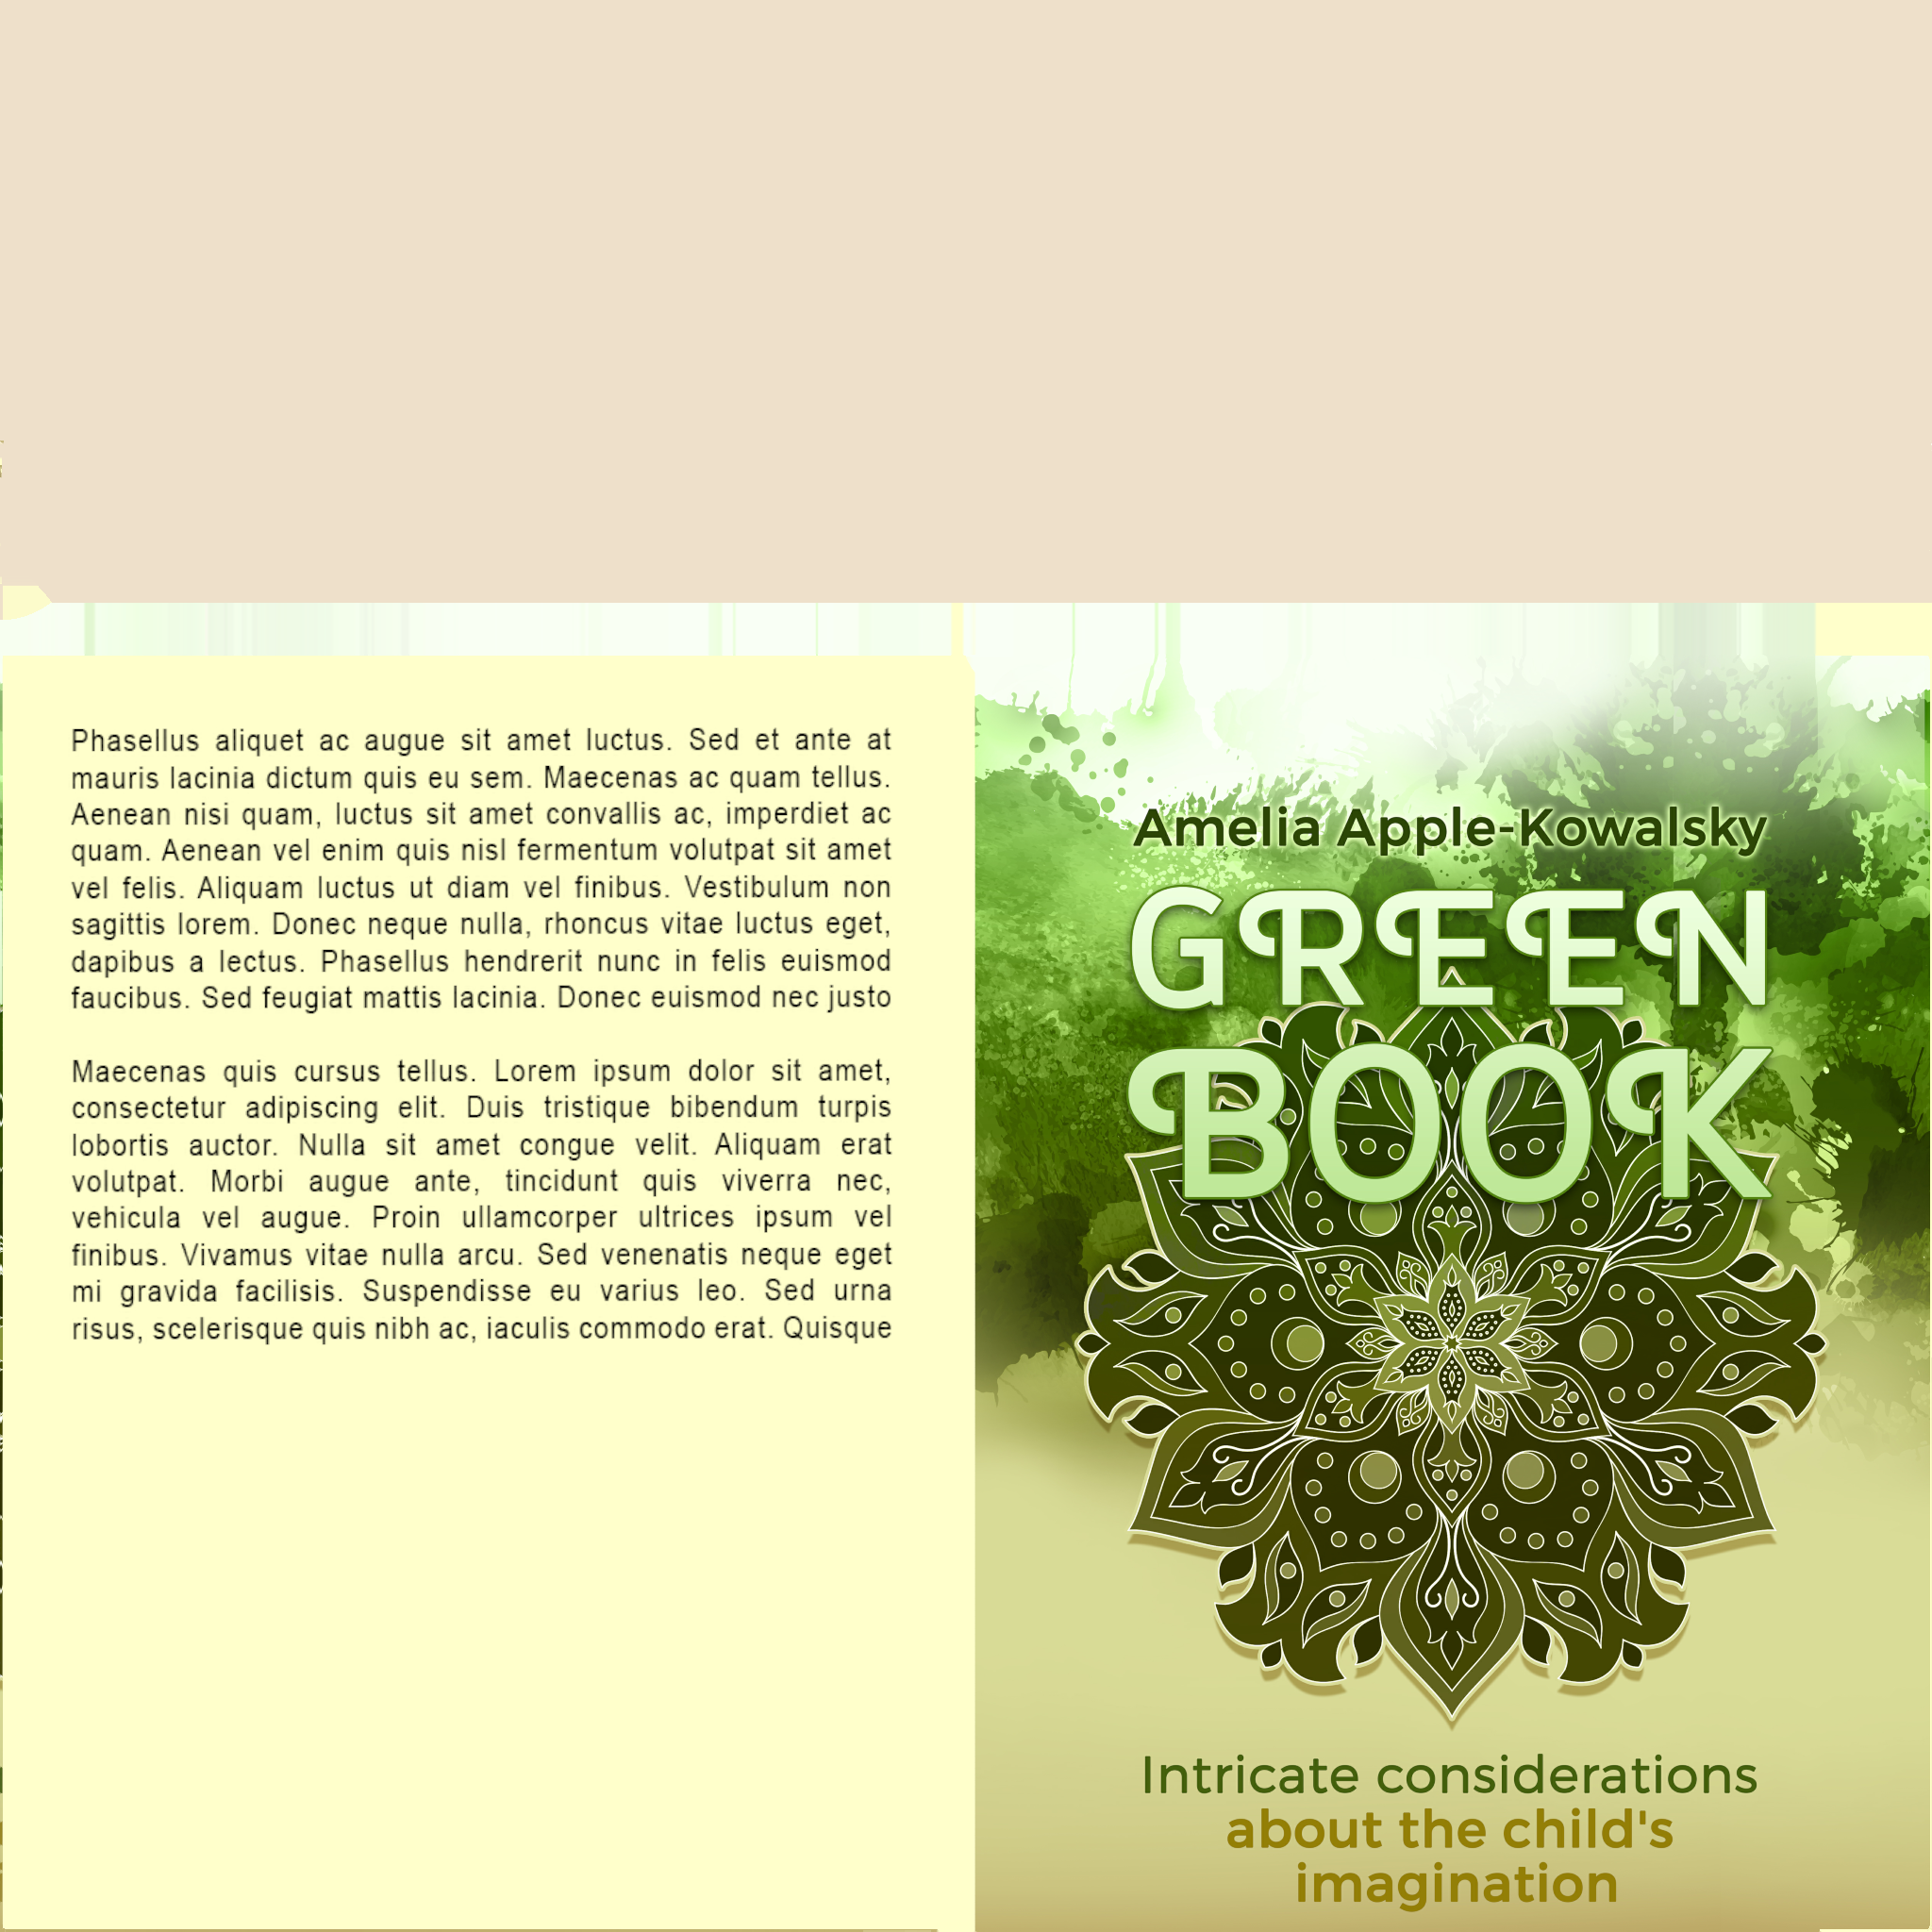 Phasellus aliquet ac augue sit amet luctus. Sed et ante at
mauris lacinia dictum quis eu sem. Maecenas ac quam tellus.
Aenean nisi quam, luctus sit amet convallis ac, imperdiet ac
quam. Aenean vel enim quis nisl fermentum volutpat sit amet
vel felis. Aliquam luctus ut diam vel finibus. Vestibulum non
sagittis lorem. Donec neque nulla, rhoncus vitae luctus eget,
dapibus a lectus. Phasellus hendrerit nunc in felis euismod
faucibus. Sed feugiat mattis lacinia. Donec euismod nec justo
Maecenas quis cursus tellus. Lorem ipsum dolor sit amet,
consectetur adipiscing elit. Duis tristique bibendum turpis
lobortis auctor. Nulla sit amet congue velit. Aliquam erat
volutpat. Morbi augue ante, tincidunt quis viverra nec,
vehicula vel augue. Proin ullamcorper ultrices ipsum vel
finibus. Vivamus vitae nulla arcu. Sed venenatis neque eget
mi gravida facilisis. Suspendisse eu varius leo. Sed urna
risus, scelerisque quis nibh ac, iaculis commodo erat. Quisque
Amelia Apple-Kowalsky
GREEN
BOOK
Intricate considerations
about the child's
imagination